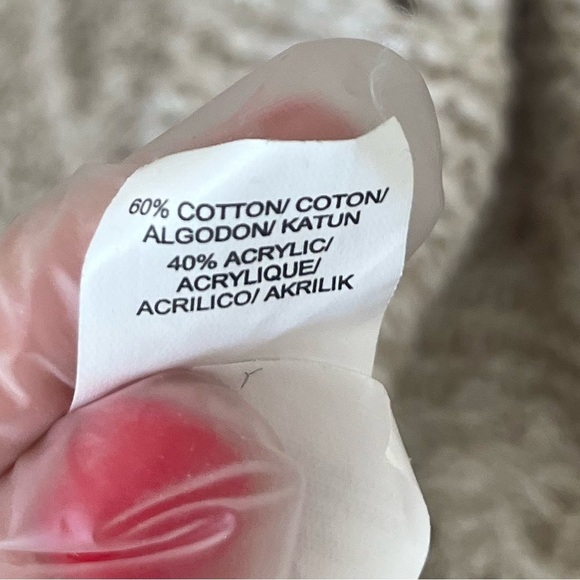 60% COTTON/ COTON/
ALGODON/ KATUN
40% ACRYLIC/
ACRYLIQUE/
ACRILICO/ AKRILIK